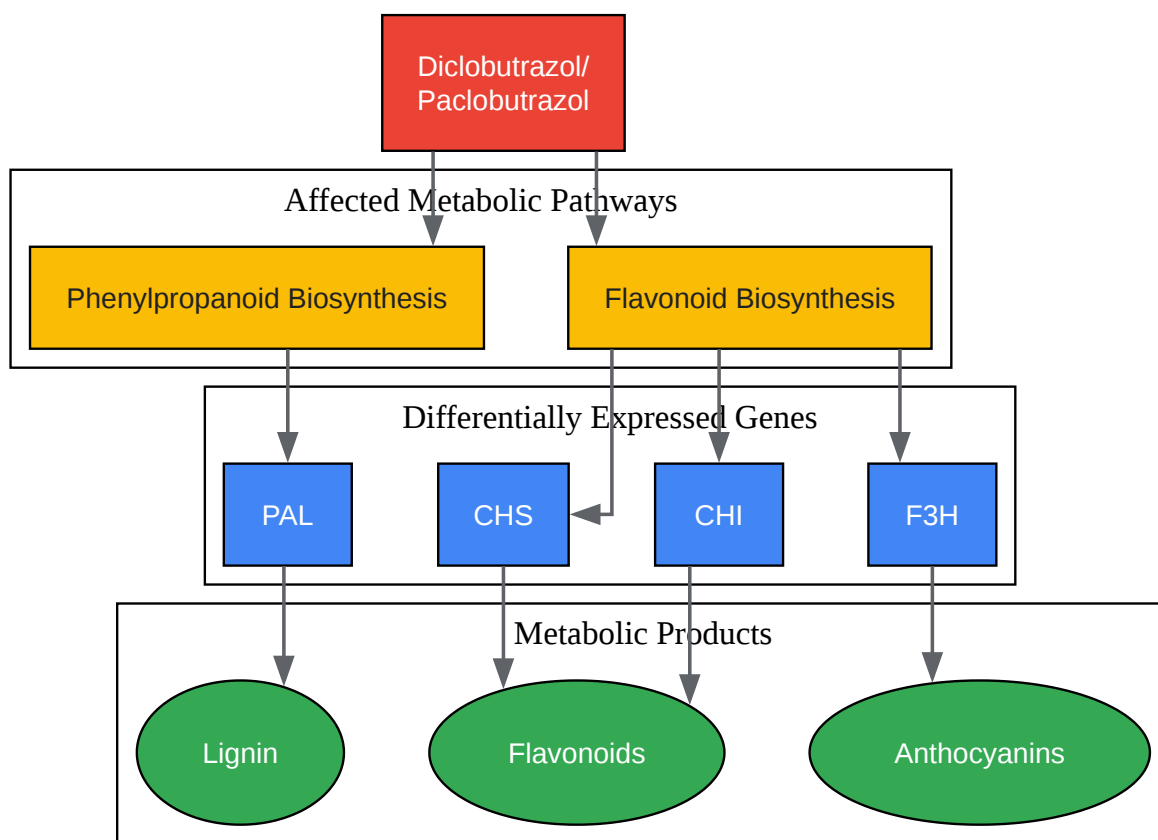 Diclobutrazol/
Paclobutrazol
Affected Metabolic Pathways
Phenylpropanoid Biosynthesis
Flavonoid Biosynthesis
Differentially Expressed Genes
PAL
CHS
CHI
F3H
Metabolic Products
Lignin
Flavonoids
Anthocyanins